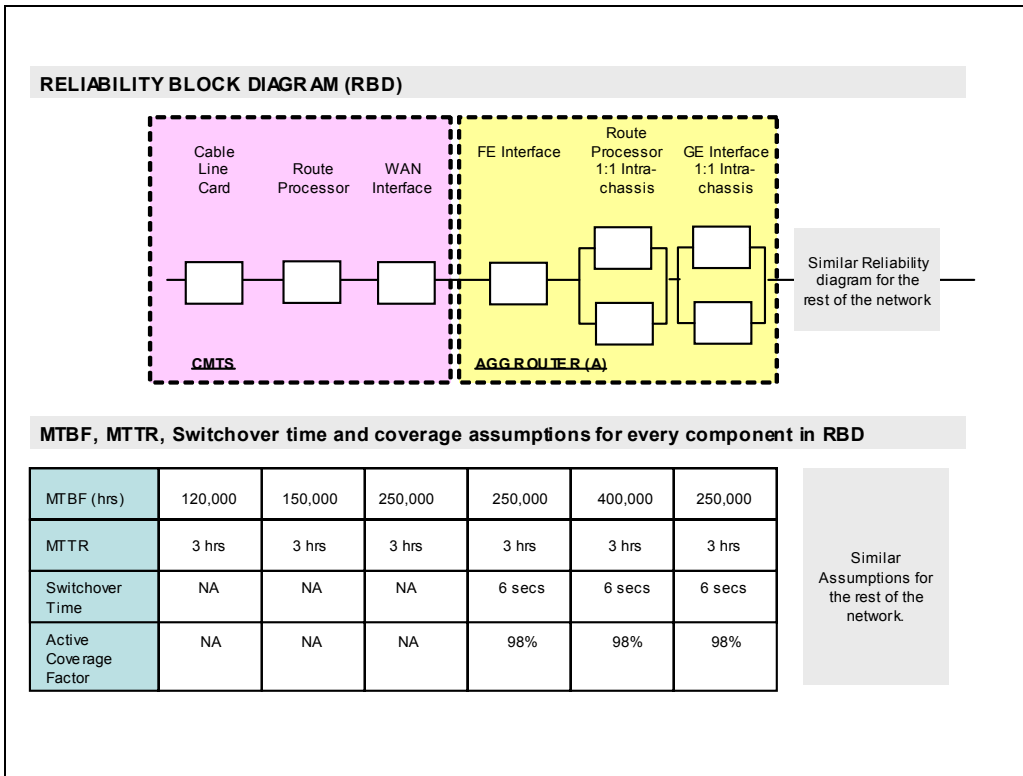 RELIABILITY BLOCK DIAGRAM (RBD)
Cable
Line
Card
Route
Processor
WAN
Interface
FE Interface
Route
Processor
1:1 Intra-
chassis
GE Interface
1:1 Intra-
chassis
Similar Reliability
diagram for the
rest of the network
CMTS
AGG ROUTER (A)
MTBF, MTTR, Switchover time and coverage assumptions for every component in RBD
MTBF (hrs) 120,000 150,000 250,000 250,000 400,000 250,000
MTTR 3 hrs 3 hrs 3 hrs 3 hrs 3 hrs 3 hrs
Switchover
Time
NA NA NA 6 secs 6 secs 6 secs
Active
Coverage
Factor
NA NA NA 98% 98% 98%
Similar
Assumptions for
the rest of the
network.